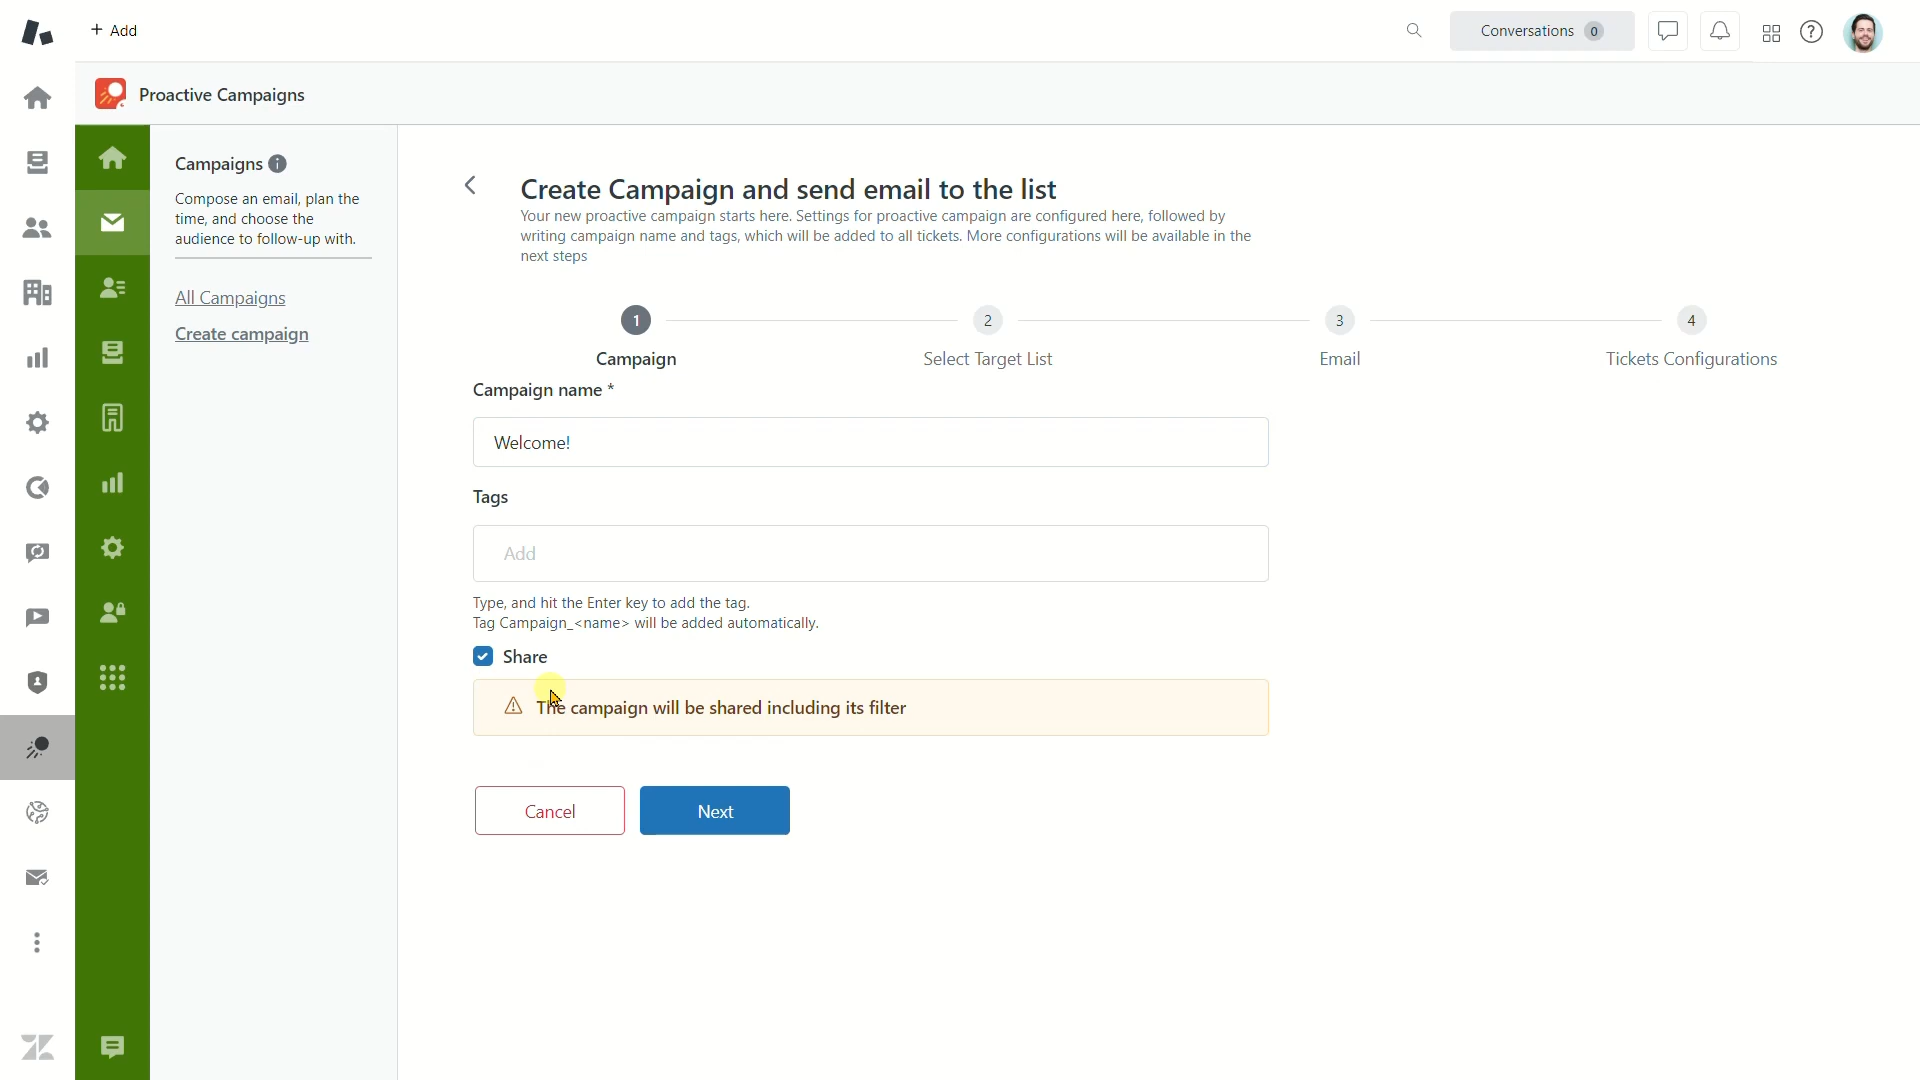 + Add
Conversations 0
Proactive Campaigns
Campaigns
Compose an email, plan the
time, and choose the
audience to follow-up with.
All Campaigns
Create campaign
Create Campaign and send email to the list
Your new proactive campaign starts here. Settings for proactive campaign are configured here, followed by
writing campaign name and tags, which will be added to all tickets. More configurations will be available in the
next steps
1
2
3
4
Campaign
Select Target List
Email
Tickets Configurations
Campaign name *
Welcome!
Tags
Add
Type, and hit the Enter key to add the tag.
Tag Campaign_<name> will be added automatically.
Share
The campaign will be shared including its filter
Cancel
Next